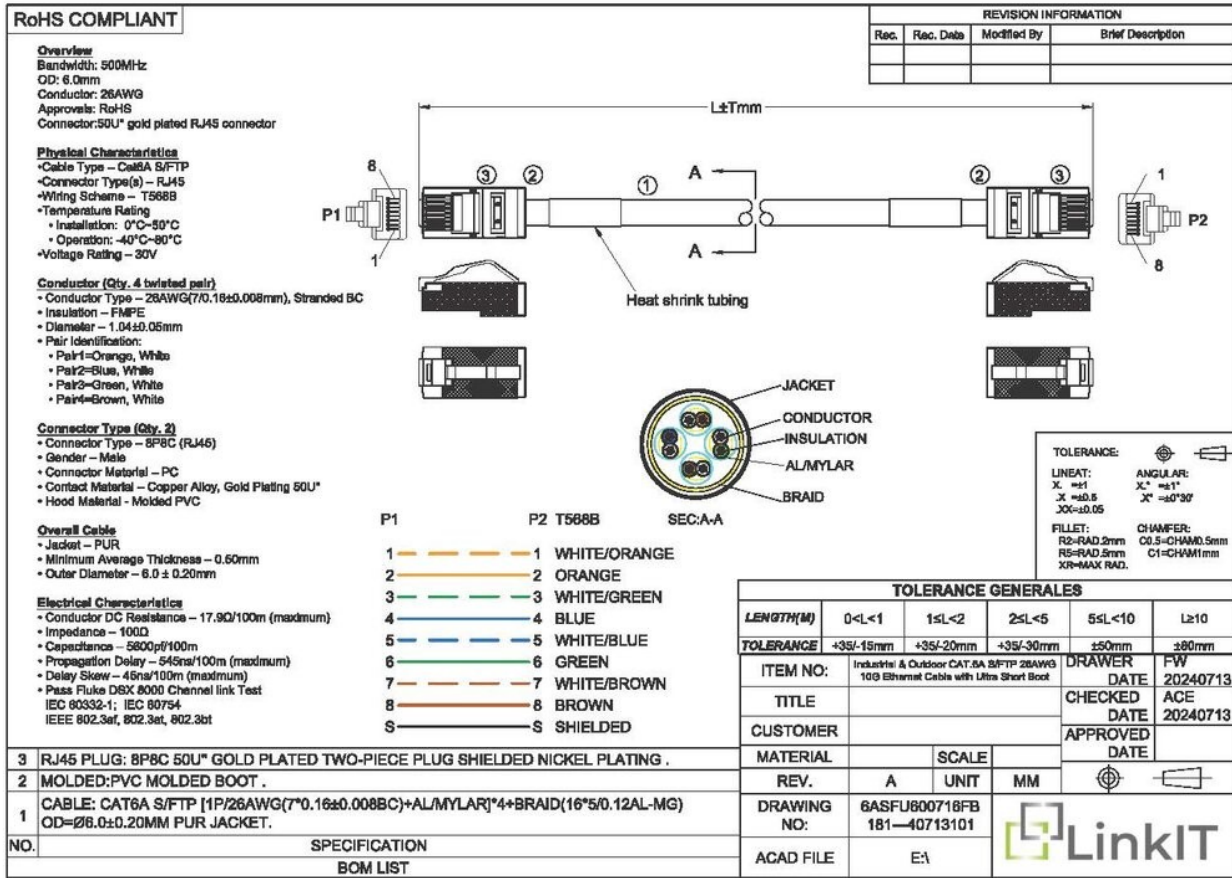 RoHS COMPLIANT
REVISION INFORMATION
Rec. Rec. Date Modified By Brief Description
Overview
Bandwidth: 500MHz
OD: 6.0mm
Conductor: 26AWG
Approvals: RoHS
Connector:50U" gold plated RJ45 connector
Physical Characteristics
•Cable Type – Cat6A S/FTP
•Connector Type(s) – RJ45
•Wiring Scheme – T568B
•Temperature Rating
• Installation: 0°C~50°C
• Operation: -40°C~80°C
•Voltage Rating – 30V
Conductor (Qty. 4 twisted pair)
• Conductor Type – 26AWG(7/0.16±0.008mm), Stranded BC
• Insulation – FMPE
• Diameter – 1.04±0.05mm
• Pair Identification:
• Pair1=Orange, White
• Pair2=Blue, White
• Pair3=Green, White
• Pair4=Brown, White
Connector Type (Qty. 2)
• Connector Type – 8P8C (RJ45)
• Gender – Male
• Connector Material – PC
• Contact Material – Copper Alloy, Gold Plating 50U"
• Hood Material - Molded PVC
Overall Cable
• Jacket – PUR
• Minimum Average Thickness – 0.50mm
• Outer Diameter – 6.0 ± 0.20mm
Electrical Characteristics
• Conductor DC Resistance – 17.9Ω/100m (maximum)
• Impedance – 100Ω
• Capacitance – 5600pf/100m
• Propagation Delay – 545ns/100m (maximum)
• Delay Skew – 45ns/100m (maximum)
• Pass Fluke DSX 8000 Channel link Test
IEC 60332-1; IEC 60754
IEEE 802.3af, 802.3at, 802.3bt
L±Tmm
8
P1
1
3 2 1
A
A
2 3
1
P2
8
Heat shrink tubing
JACKET
CONDUCTOR
INSULATION
AL/MYLAR
BRAID
SEC:A-A
P1 P2 T568B
1 1 WHITE/ORANGE
2 2 ORANGE
3 3 WHITE/GREEN
4 4 BLUE
5 5 WHITE/BLUE
6 6 GREEN
7 7 WHITE/BROWN
8 8 BROWN
S S SHIELDED
TOLERANCE:
LINEAT: ANGULAR:
X. =±1 X.° =±1°
.X =±0.5 .X° =±0°30'
.XX=±0.05
FILLET: CHAMFER:
R2=RAD.2mm C0.5=CHAM0.5mm
R5=RAD.5mm C1=CHAM1mm
XR=MAX RAD.
TOLERANCE GENERALES
LENGTH(M) 0<L<1 1≤L<2 2≤L<5 5≤L<10 L≥10
TOLERANCE +35/-15mm +35/-20mm +35/-30mm ±50mm ±80mm
ITEM NO: Industrial & Outdoor CAT.6A S/FTP 26AWG
10G Ethernet Cable with Ultra Short Boot
DRAWER FW
DATE 20240713
TITLE
CHECKED ACE
DATE 20240713
CUSTOMER
APPROVED
DATE
MATERIAL SCALE
REV. A UNIT MM
DRAWING NO: 6ASFU600716FB
181—40713101
ACAD FILE E:\
LinkIT
3 RJ45 PLUG: 8P8C 50U" GOLD PLATED TWO-PIECE PLUG SHIELDED NICKEL PLATING .
2 MOLDED:PVC MOLDED BOOT .
1 CABLE: CAT6A S/FTP [1P/26AWG(7*0.16±0.008BC)+AL/MYLAR]*4+BRAID(16*5/0.12AL-MG)
OD=Ø6.0±0.20MM PUR JACKET.
NO. SPECIFICATION
BOM LIST